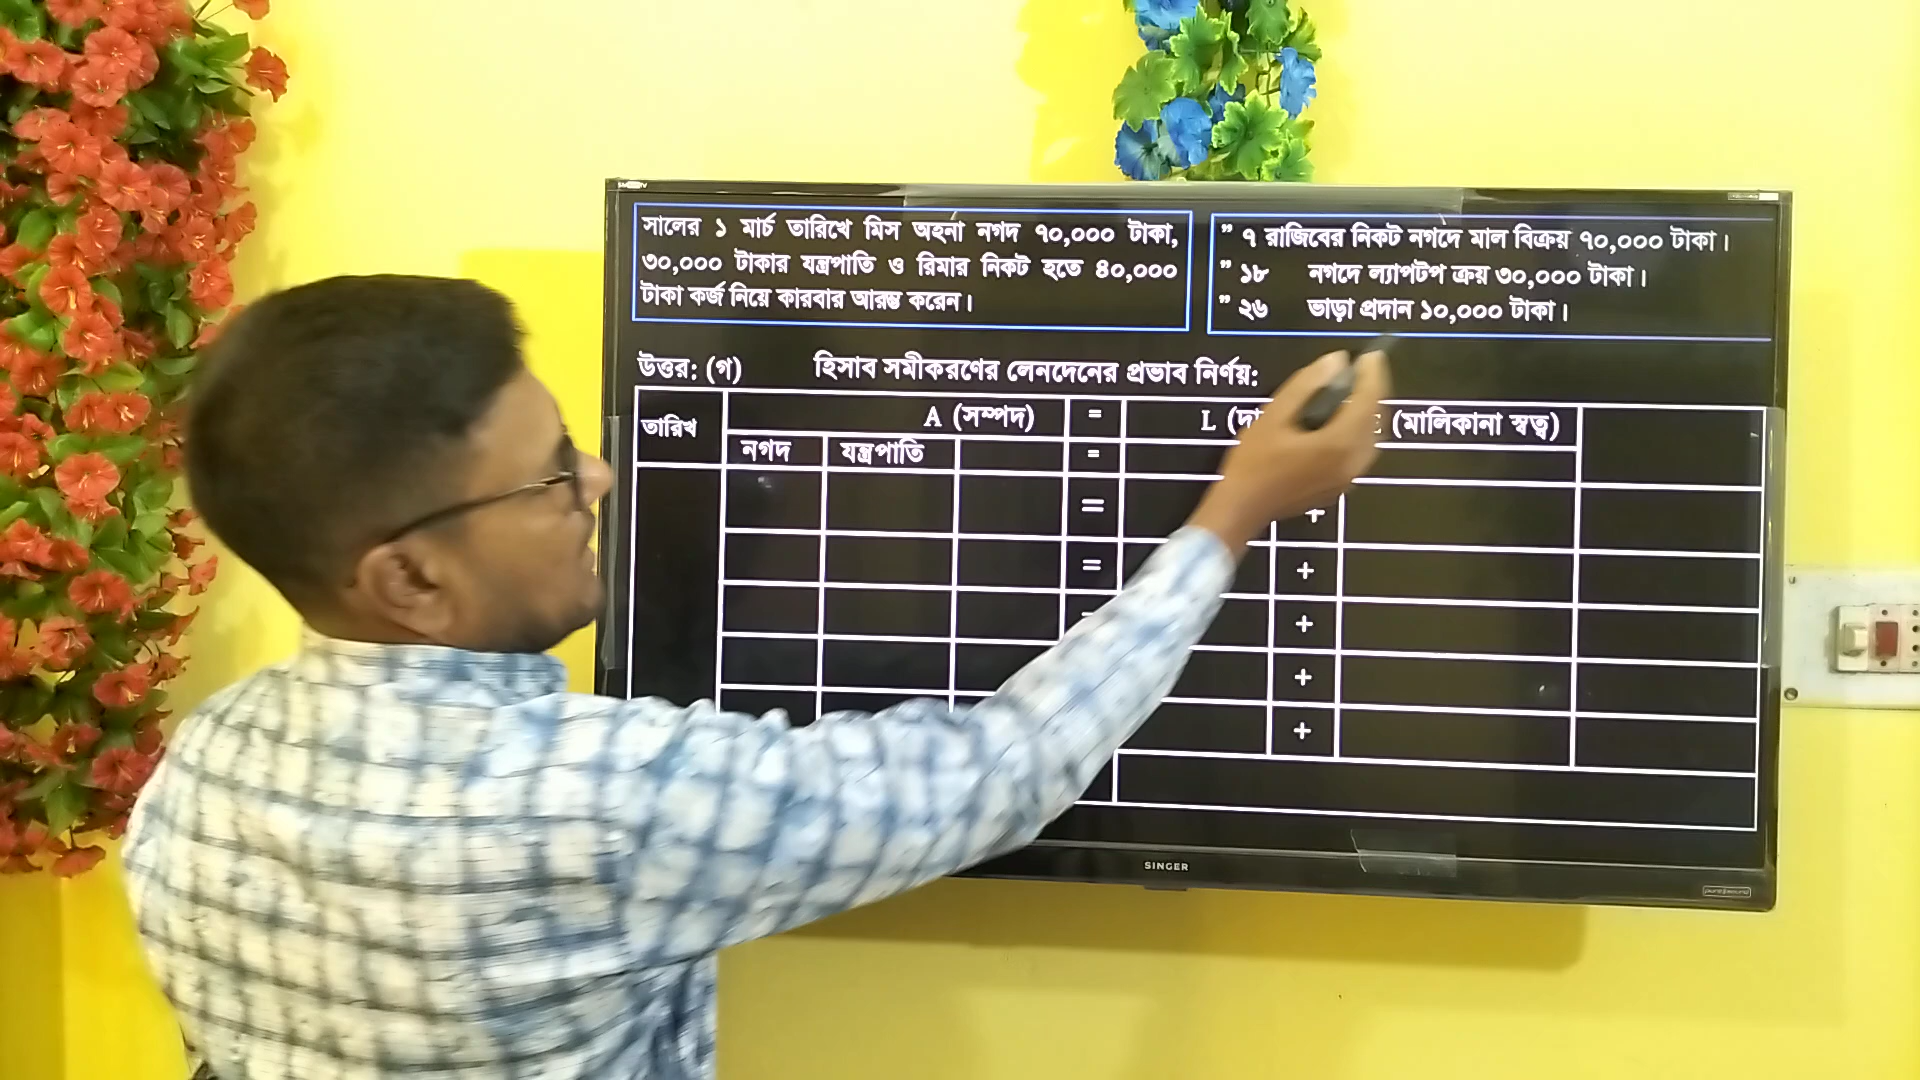 সালের ১ মার্চ তারিখে মিস অহনা নগদ ৭০,০০০ টাকা,
৩০,০০০ টাকার যন্ত্রপাতি ও রিমার নিকট হতে ৪০,০০০
টাকা কর্জ নিয়ে কারবার আরম্ভ করেন।
” ৭ রাজিবের নিকট নগদে মাল বিক্রয় ৭০,০০০ টাকা।
” ১৮ নগদে ল্যাপটপ ক্রয় ৩০,০০০ টাকা।
” ২৬ ভাড়া প্রদান ১০,০০০ টাকা।
উত্তর: (গ) হিসাব সমীকরণের লেনদেনের প্রভাব নির্ণয়:
তারিখ A (সম্পদ) = L E (মালিকানা স্বত্ব)
নগদ যন্ত্রপাতি =
= +
= +
+
+
+
SINGER